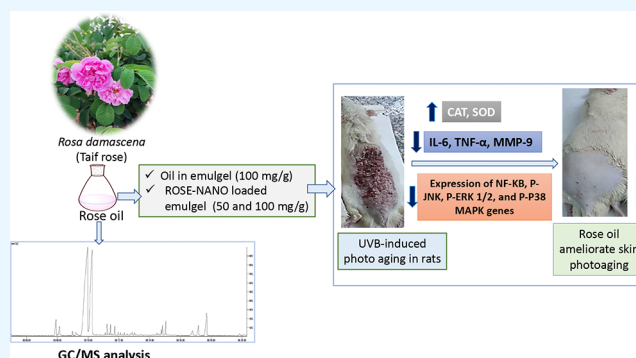 Rosa damascena
(Taif rose)
Rose oil
✓ Oil in emulgel (100 mg/g)
✓ ROSE-NANO loaded
emulgel (50 and 100 mg/g)
CAT, SOD
IL-6, TNF-α, MMP-9
Expression of NF-KB, P-
JNK, P-ERK 1/2, and P-P38
MAPK genes
UVB-induced
photo aging in rats
Rose oil
ameliorate skin
photoaging
GC/MS analysis